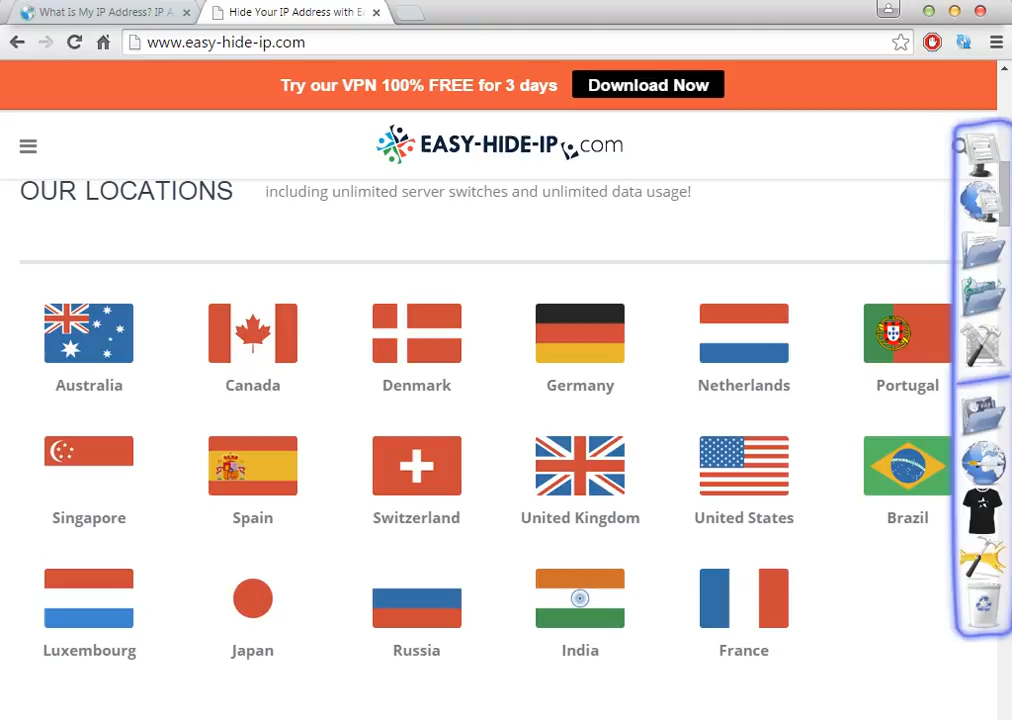 What Is My IP Address? IP A
Hide Your IP Address with Ea
www.easy-hide-ip.com
Try our VPN 100% FREE for 3 days
Download Now
EASY-HIDE-IP.com
OUR LOCATIONS
including unlimited server switches and unlimited data usage!
Australia
Canada
Denmark
Germany
Netherlands
Portugal
Singapore
Spain
Switzerland
United Kingdom
United States
Brazil
Luxembourg
Japan
Russia
India
France